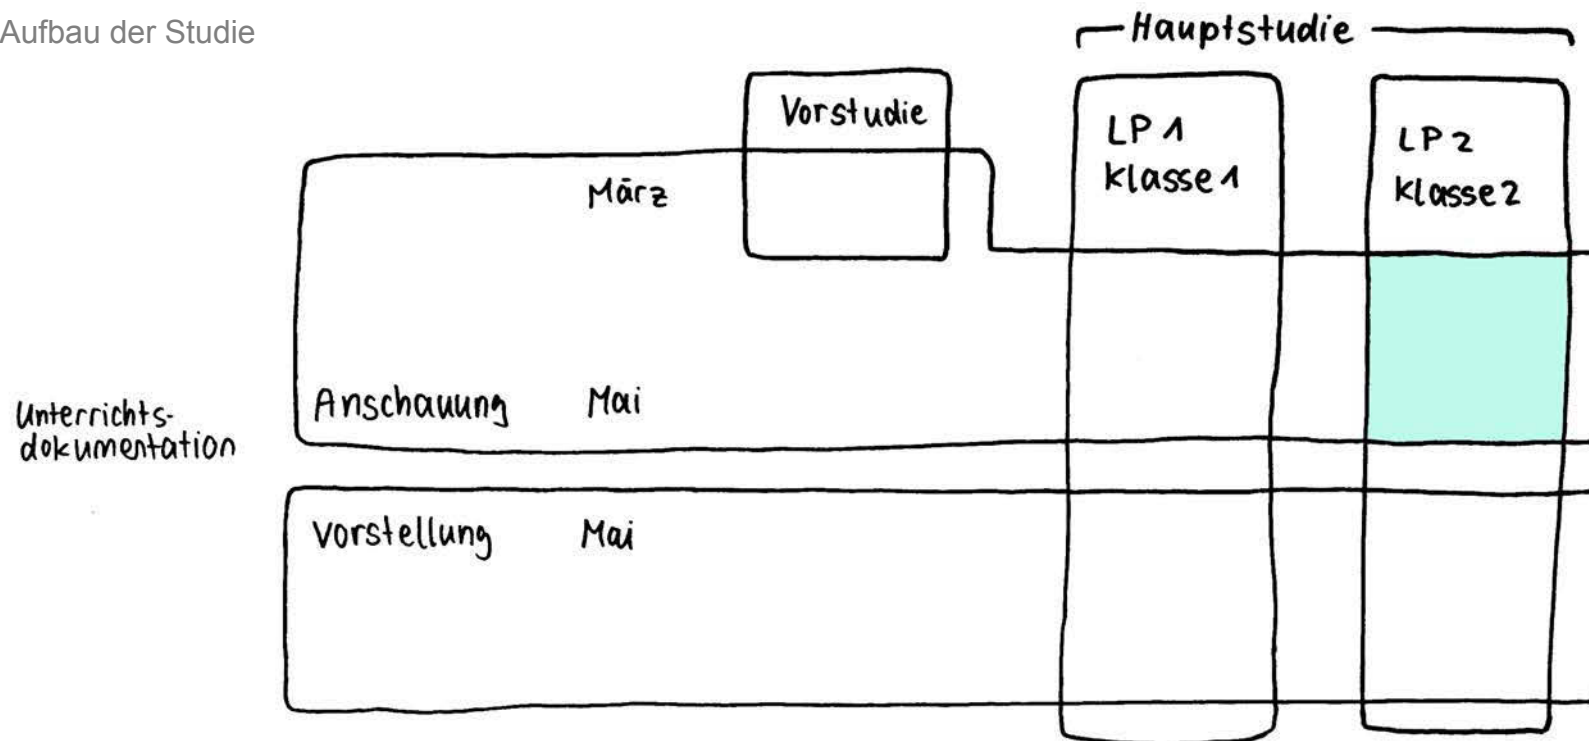 Aufbau der Studie
Hauptstudie
Vorstudie
LP 1
Klasse 1
LP 2
Klasse 2
März
Anschauung Mai
Unterrichts-
dokumentation
Vorstellung Mai